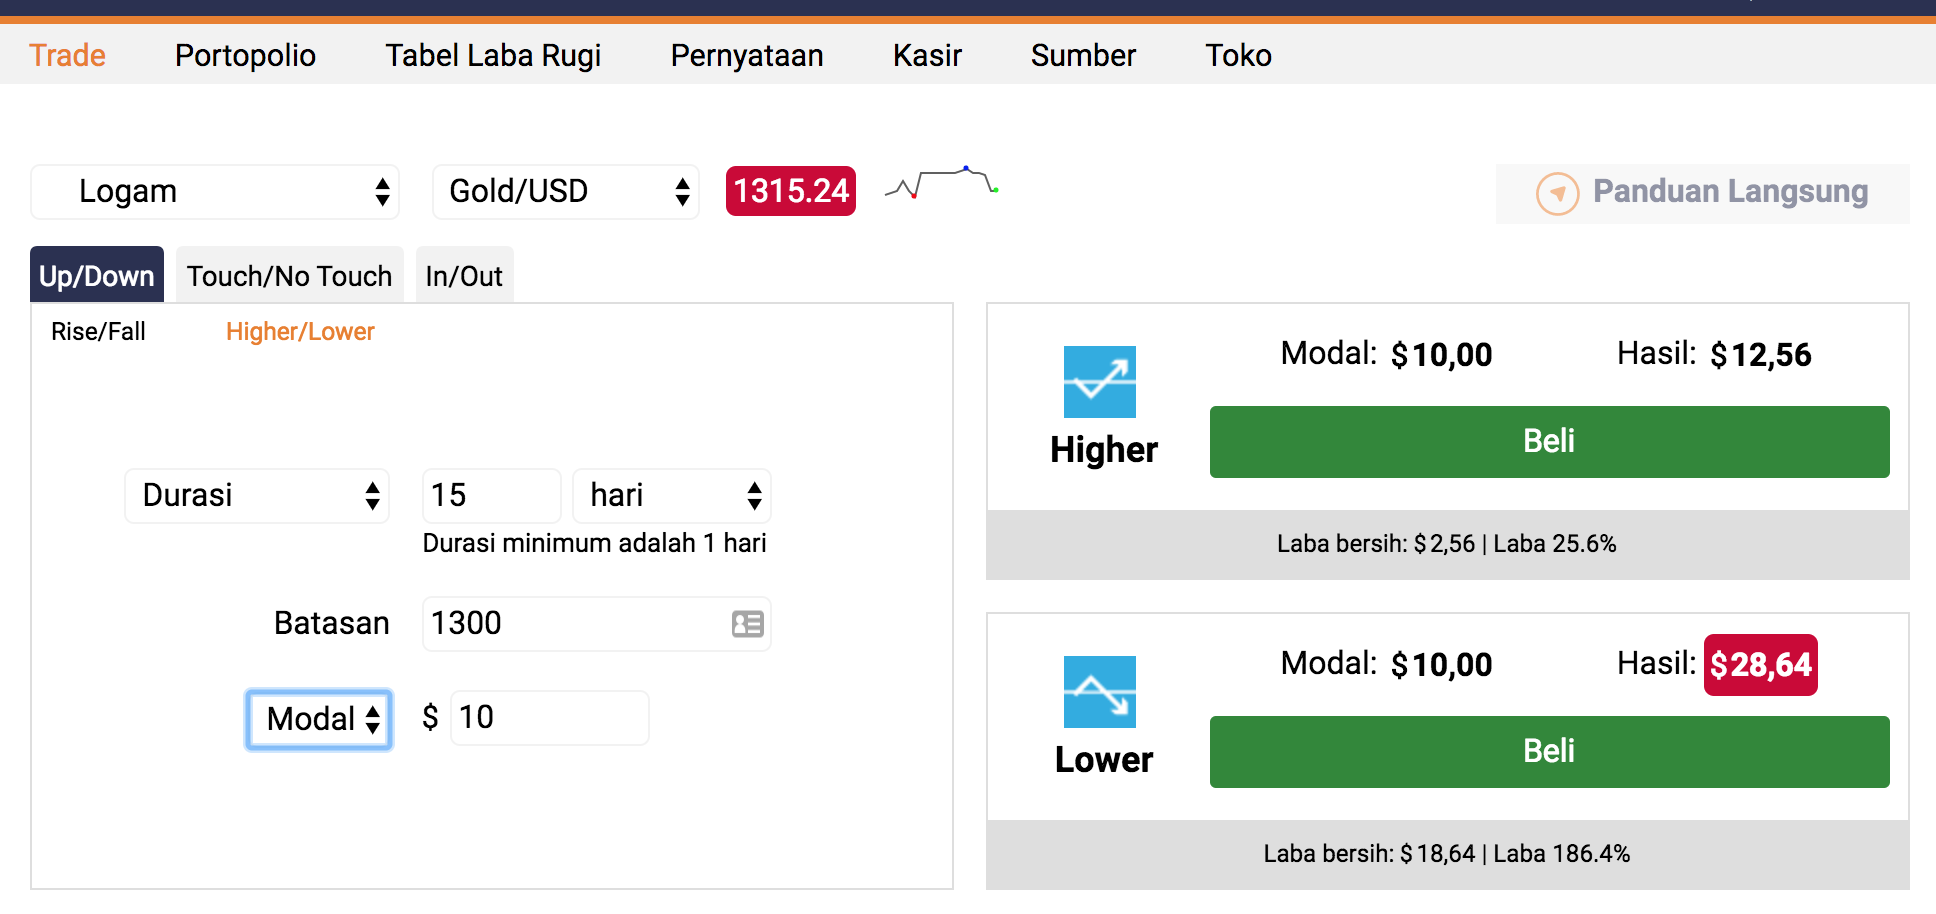 Trade Portopolio Tabel Laba Rugi Pernyataan Kasir Sumber Toko
Logam Gold/USD 1315.24 Panduan Langsung
Up/Down Touch/No Touch In/Out
Rise/Fall Higher/Lower
Durasi 15 hari
Durasi minimum adalah 1 hari
Batasan 1300
Modal $ 10
Modal: $10,00 Hasil: $12,56
Higher Beli
Laba bersih: $2,56 | Laba 25.6%
Modal: $10,00 Hasil: $28,64
Lower Beli
Laba bersih: $18,64 | Laba 186.4%